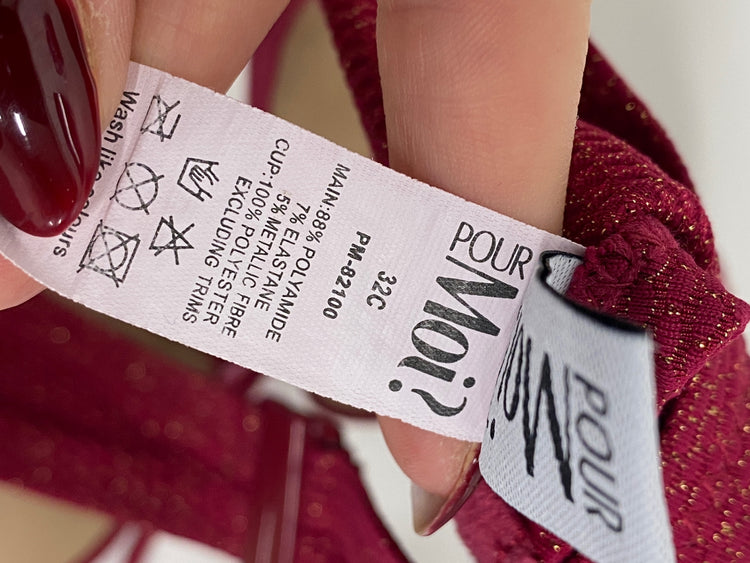 POUR
Moi?
32C
PM-82100
MAIN:88% POLYAMIDE
7% ELASTANE
5% METALLIC FIBRE
CUP:100% POLYESTER
EXCLUDING TRIMS
Wash like colours
POUR